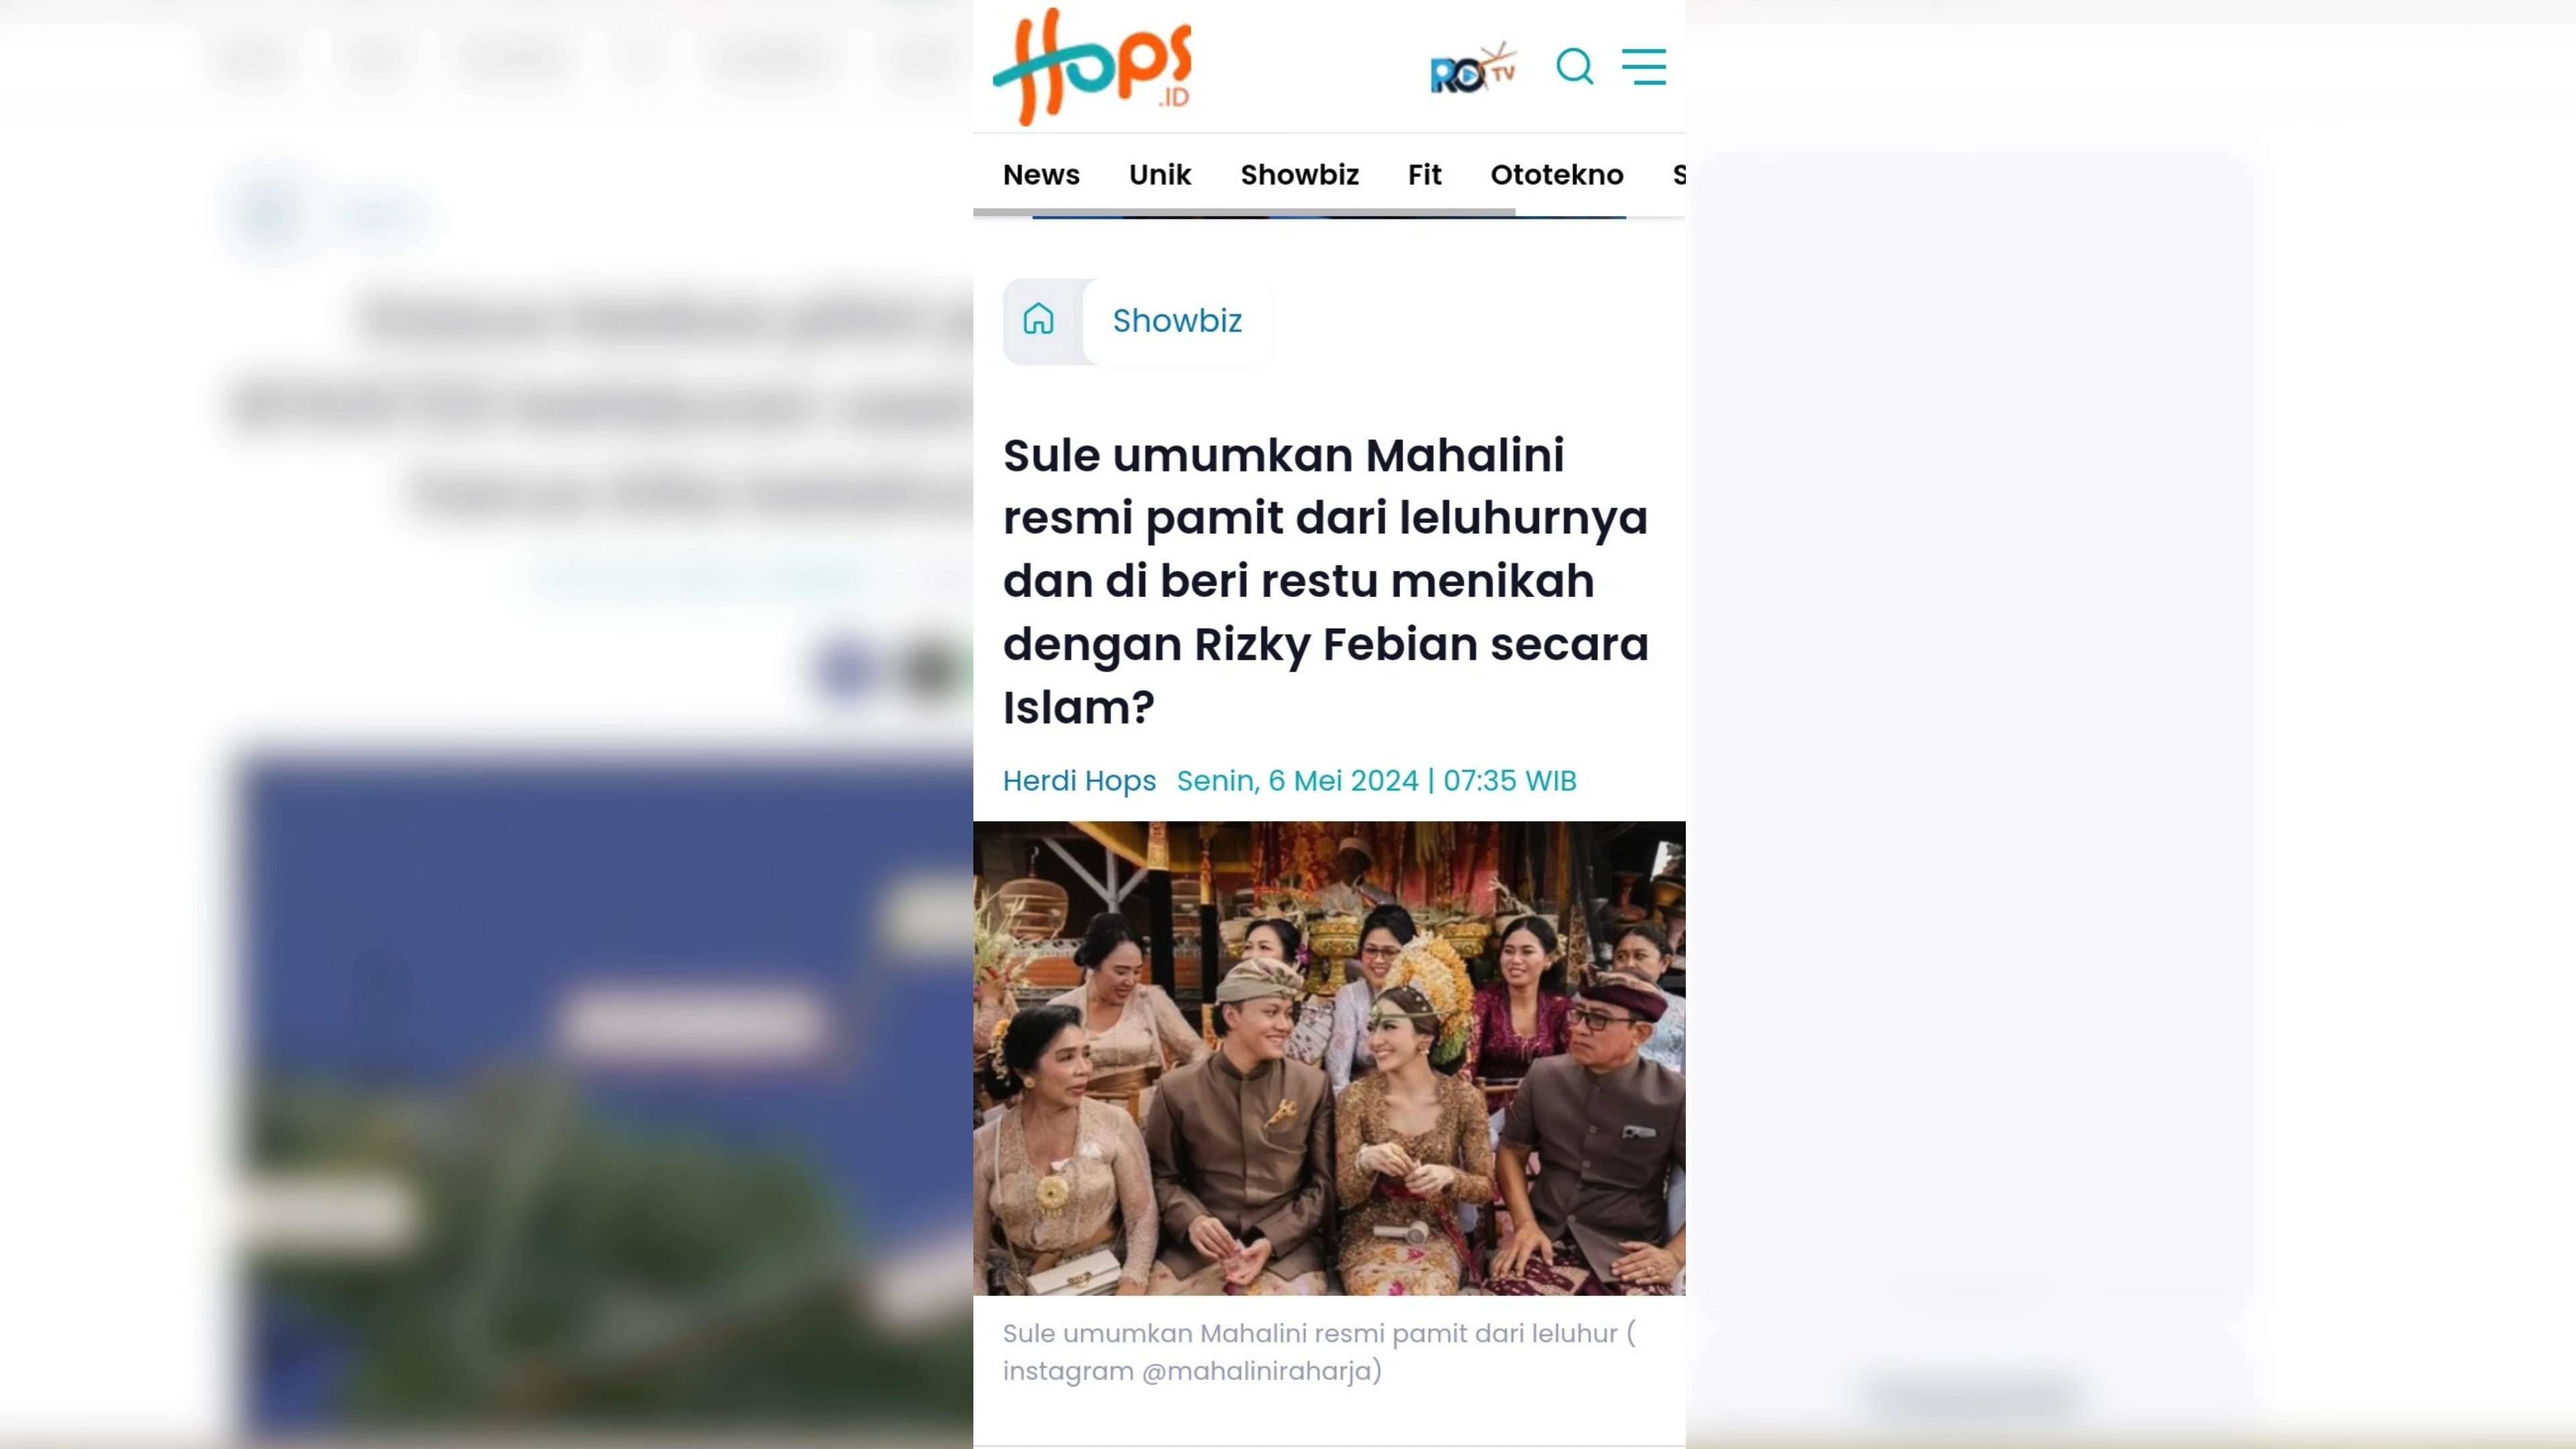 Hops
.ID
RO TV
News Unik Showbiz Fit Ototekno S
Showbiz
Sule umumkan Mahalini
resmi pamit dari leluhurnya
dan di beri restu menikah
dengan Rizky Febian secara
Islam?
Herdi Hops Senin, 6 Mei 2024 | 07:35 WIB
Sule umumkan Mahalini resmi pamit dari leluhur (
instagram @mahaliniraharja)